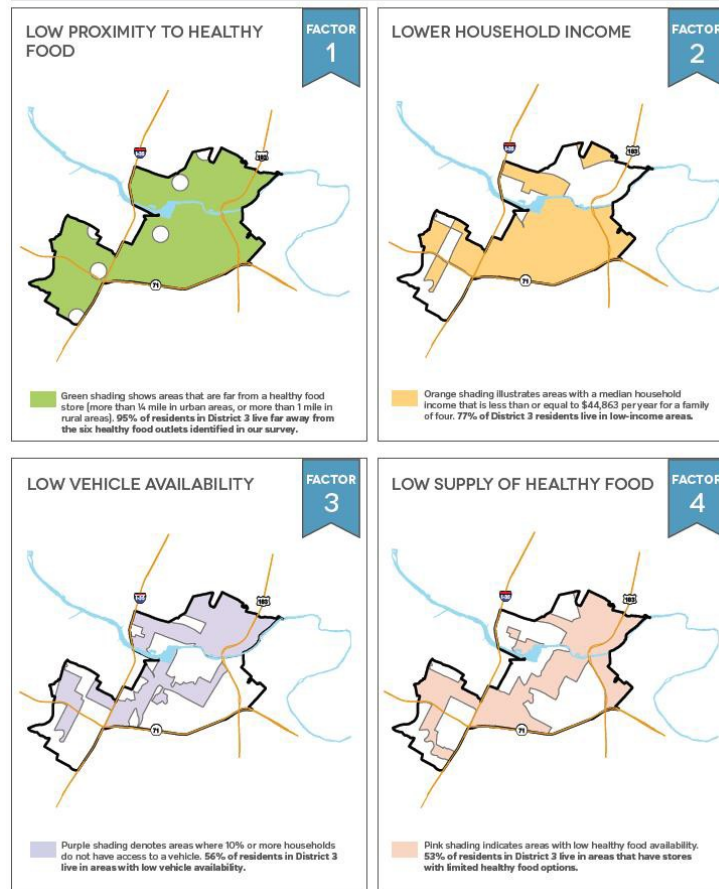 LOW PROXIMITY TO HEALTHY
FOOD
FACTOR
1
183
71
Green shading shows areas that are far from a healthy food
store (more than ¼ mile in urban areas, or more than 1 mile in
rural areas). 95% of residents in District 3 live far away from
the six healthy food outlets identified in our survey.
LOWER HOUSEHOLD INCOME
FACTOR
2
183
71
Orange shading illustrates areas with a median household
income that is less than or equal to $44,863 per year for a family
of four. 77% of District 3 residents live in low-income areas.
LOW VEHICLE AVAILABILITY
FACTOR
3
183
71
Purple shading denotes areas where 10% or more households
do not have access to a vehicle. 56% of residents in District 3
live in areas with low vehicle availability.
LOW SUPPLY OF HEALTHY FOOD
FACTOR
4
183
71
Pink shading indicates areas with low healthy food availability.
53% of residents in District 3 live in areas that have stores
with limited healthy food options.